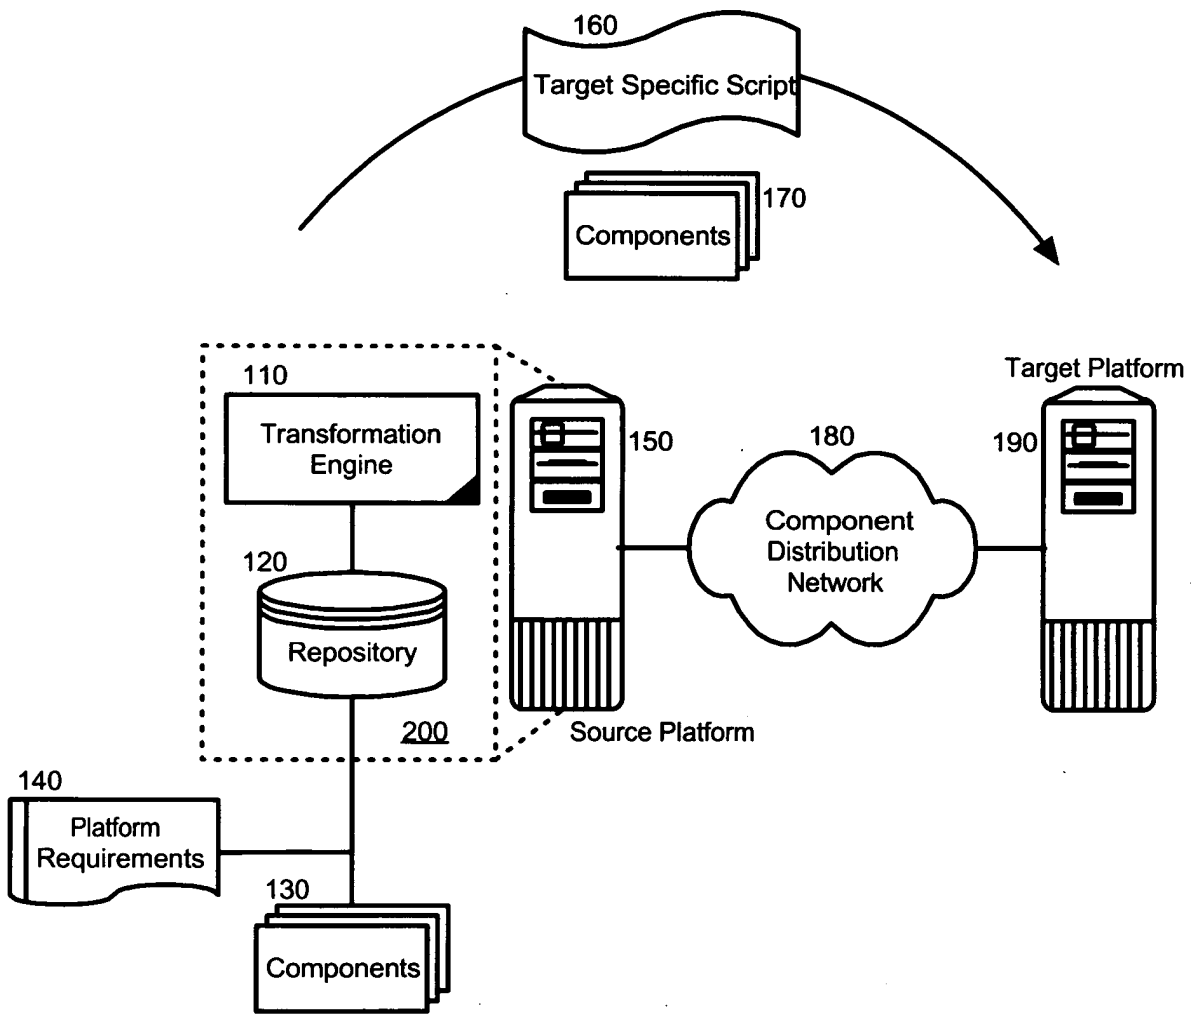 160
Target Specific Script
170
Components
110
Transformation
Engine
120
Repository
200
150
Source Platform
180
Component
Distribution
Network
Target Platform
190
140
Platform
Requirements
130
Components